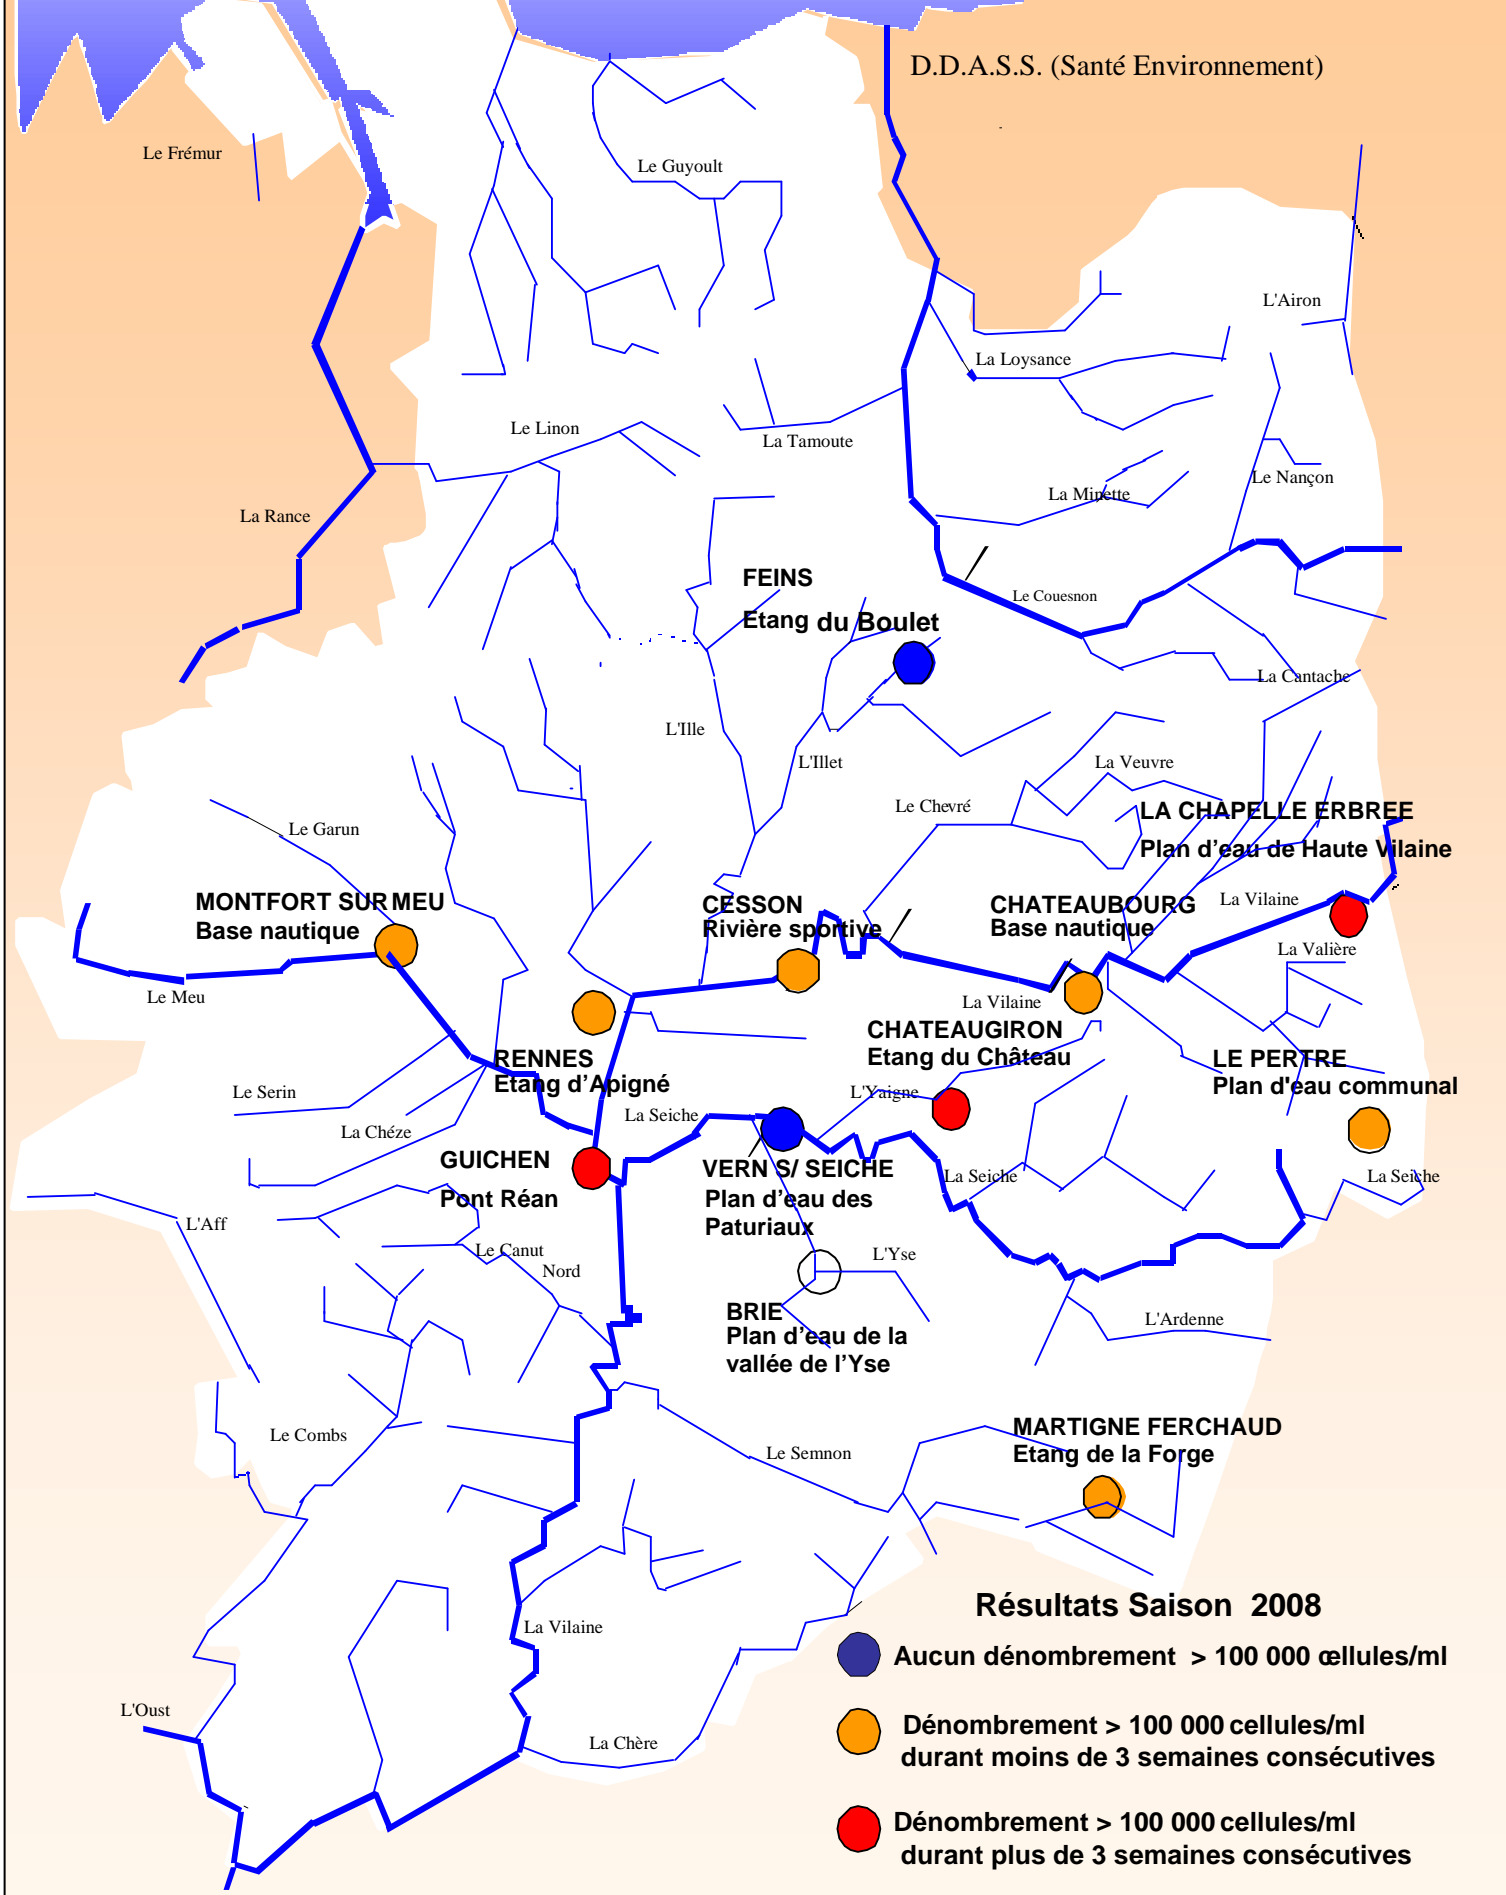 D.D.A.S.S. (Santé Environnement)
Le Frémur
Le Guyoult
L'Airon
La Loysance
Le Linon
La Tamoute
Le Nançon
La Minette
La Rance
FEINS
Etang du Boulet
Le Couesnon
La Cantache
L'Ille
L'Illet
La Veuvre
Le Chevré
LA CHAPELLE ERBREE
Plan d'eau de Haute Vilaine
Le Garun
MONTFORT SUR MEU
Base nautique
CESSON
Rivière sportive
CHATEAUBOURG
Base nautique
La Vilaine
La Valière
Le Meu
La Vilaine
CHATEAUGIRON
Etang du Château
RENNES
Etang d'Apigné
LE PERTRE
Plan d'eau communal
Le Serin
L'Yaigne
La Seiche
La Chéze
GUICHEN
Pont Réan
VERN S/ SEICHE
Plan d'eau des
Paturiaux
La Seiche
La Seiche
L'Aff
Le Canut
Nord
L'Yse
BRIE
Plan d'eau de la
vallée de l'Yse
L'Ardenne
Le Combs
Le Semnon
MARTIGNE FERCHAUD
Etang de la Forge
La Vilaine
L'Oust
La Chère
Résultats Saison 2008
Aucun dénombrement > 100 000 œllules/ml
Dénombrement > 100 000 cellules/ml
durant moins de 3 semaines consécutives
Dénombrement > 100 000 cellules/ml
durant plus de 3 semaines consécutives